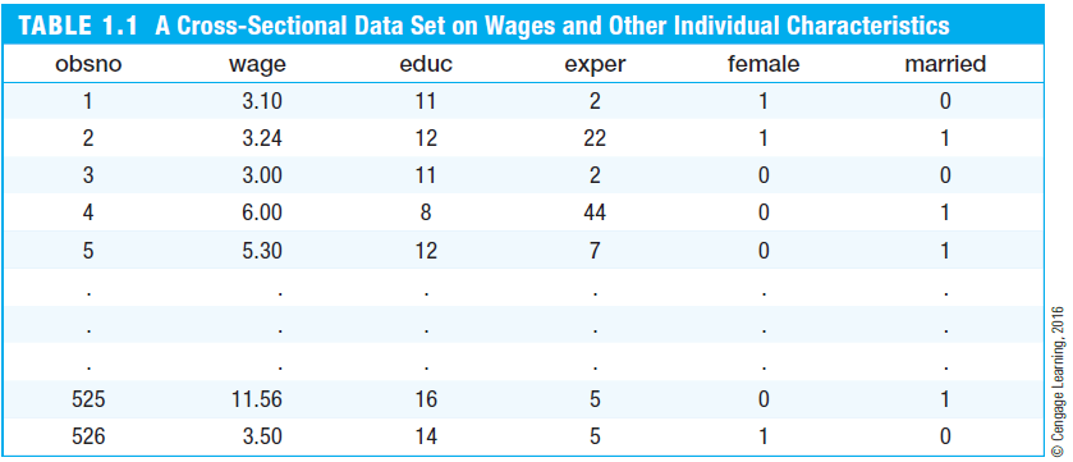 TABLE 1.1 A Cross-Sectional Data Set on Wages and Other Individual Characteristics
obsno wage educ exper female married
1 3.10 11 2 1 0
2 3.24 12 22 1 1
3 3.00 11 2 0 0
4 6.00 8 44 0 1
5 5.30 12 7 0 1
. . . . . .
. . . . . .
. . . . . .
525 11.56 16 5 0 1
526 3.50 14 5 1 0
© Cengage Learning, 2016